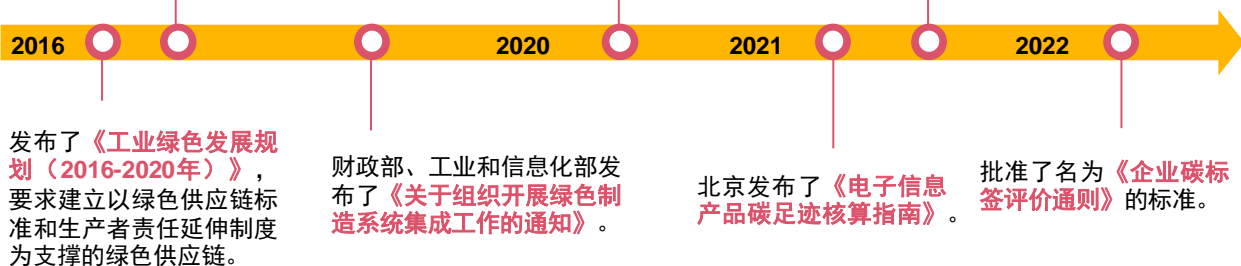 2016
2020
2021
2022
发布了《工业绿色发展规
划（2016-2020年）》，
要求建立以绿色供应链标
准和生产者责任延伸制度
为支撑的绿色供应链。
财政部、工业和信息化部发
布了《关于组织开展绿色制
造系统集成工作的通知》。
北京发布了《电子信息
产品碳足迹核算指南》。
批准了名为《企业碳标
签评价通则》的标准。